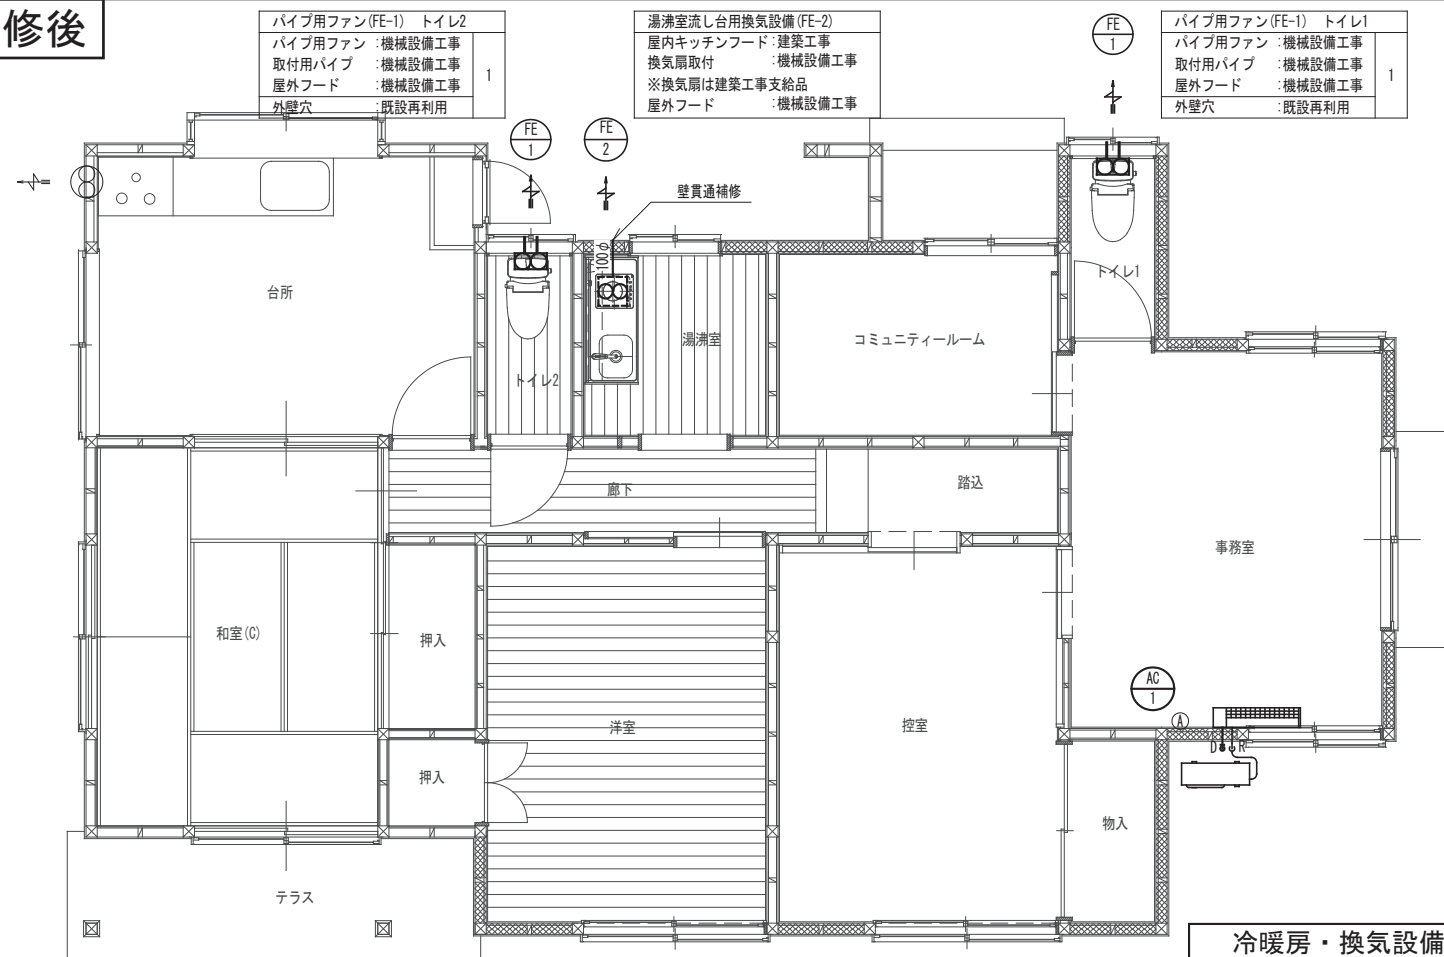 修後
パイプ用ファン(FE-1) トイレ2
パイプ用ファン :機械設備工事
取付用パイプ :機械設備工事
屋外フード :機械設備工事
外壁穴 :既設再利用
1
湯沸室流し台用換気設備(FE-2)
屋内キッチンフード:建築工事
換気扇取付 :機械設備工事
※換気扇は建築工事支給品
屋外フード :機械設備工事
FE
1
パイプ用ファン(FE-1) トイレ1
パイプ用ファン :機械設備工事
取付用パイプ :機械設備工事
屋外フード :機械設備工事
外壁穴 :既設再利用
1
FE
1
FE
2
壁貫通補修
100φ
台所
トイレ2
湯沸室
コミュニティールーム
トイレ1
廊下
踏込
事務室
和室(C)
押入
押入
洋室
控室
AC
1
A
D
R
物入
テラス
冷暖房・換気設備